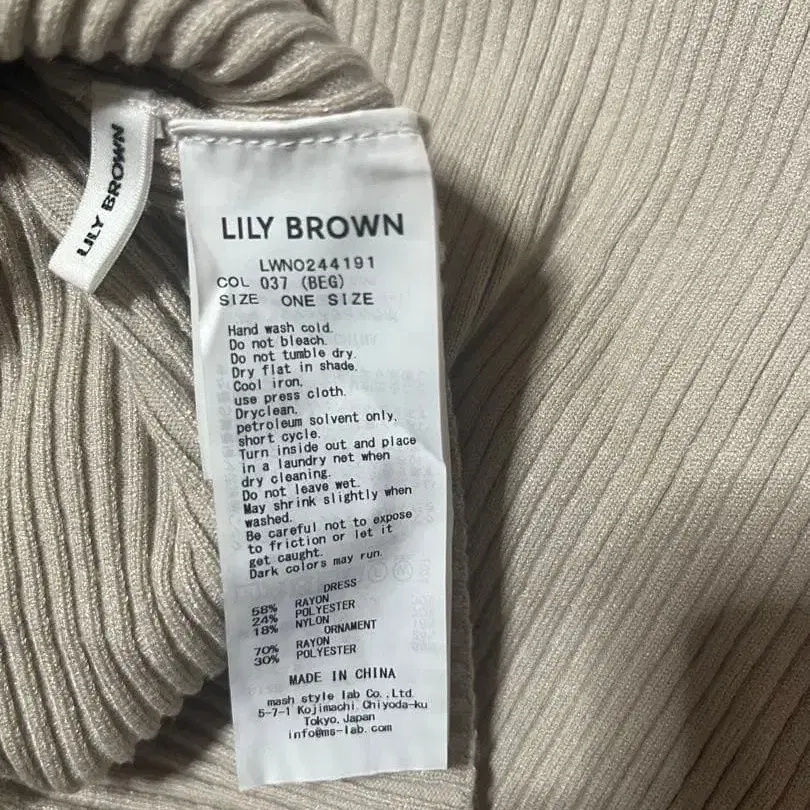 LILY BROWN
LILY BROWN
LWNO244191
COL 037 (BEG)
SIZE ONE SIZE
Hand wash cold.
Do not bleach.
Do not tumble dry.
Dry flat in shade.
Cool iron.
use press cloth.
Dryclean.
petroleum solvent only,
short cycle.
Turn inside out and place
in a laundry net when
dry cleaning.
Do not leave wet.
May shrink slightly when
washed.
Be careful not to expose
to friction or let it
get caught.
Dark colors may run.
DRESS
58% RAYON
24% POLYESTER
18% NYLON
ORNAMENT
70% RAYON
30% POLYESTER
MADE IN CHINA
mash style lab Co.,Ltd.
5-7-1 Kojimachi Chiyoda-ku
Tokyo, Japan
info@ms-lab.com